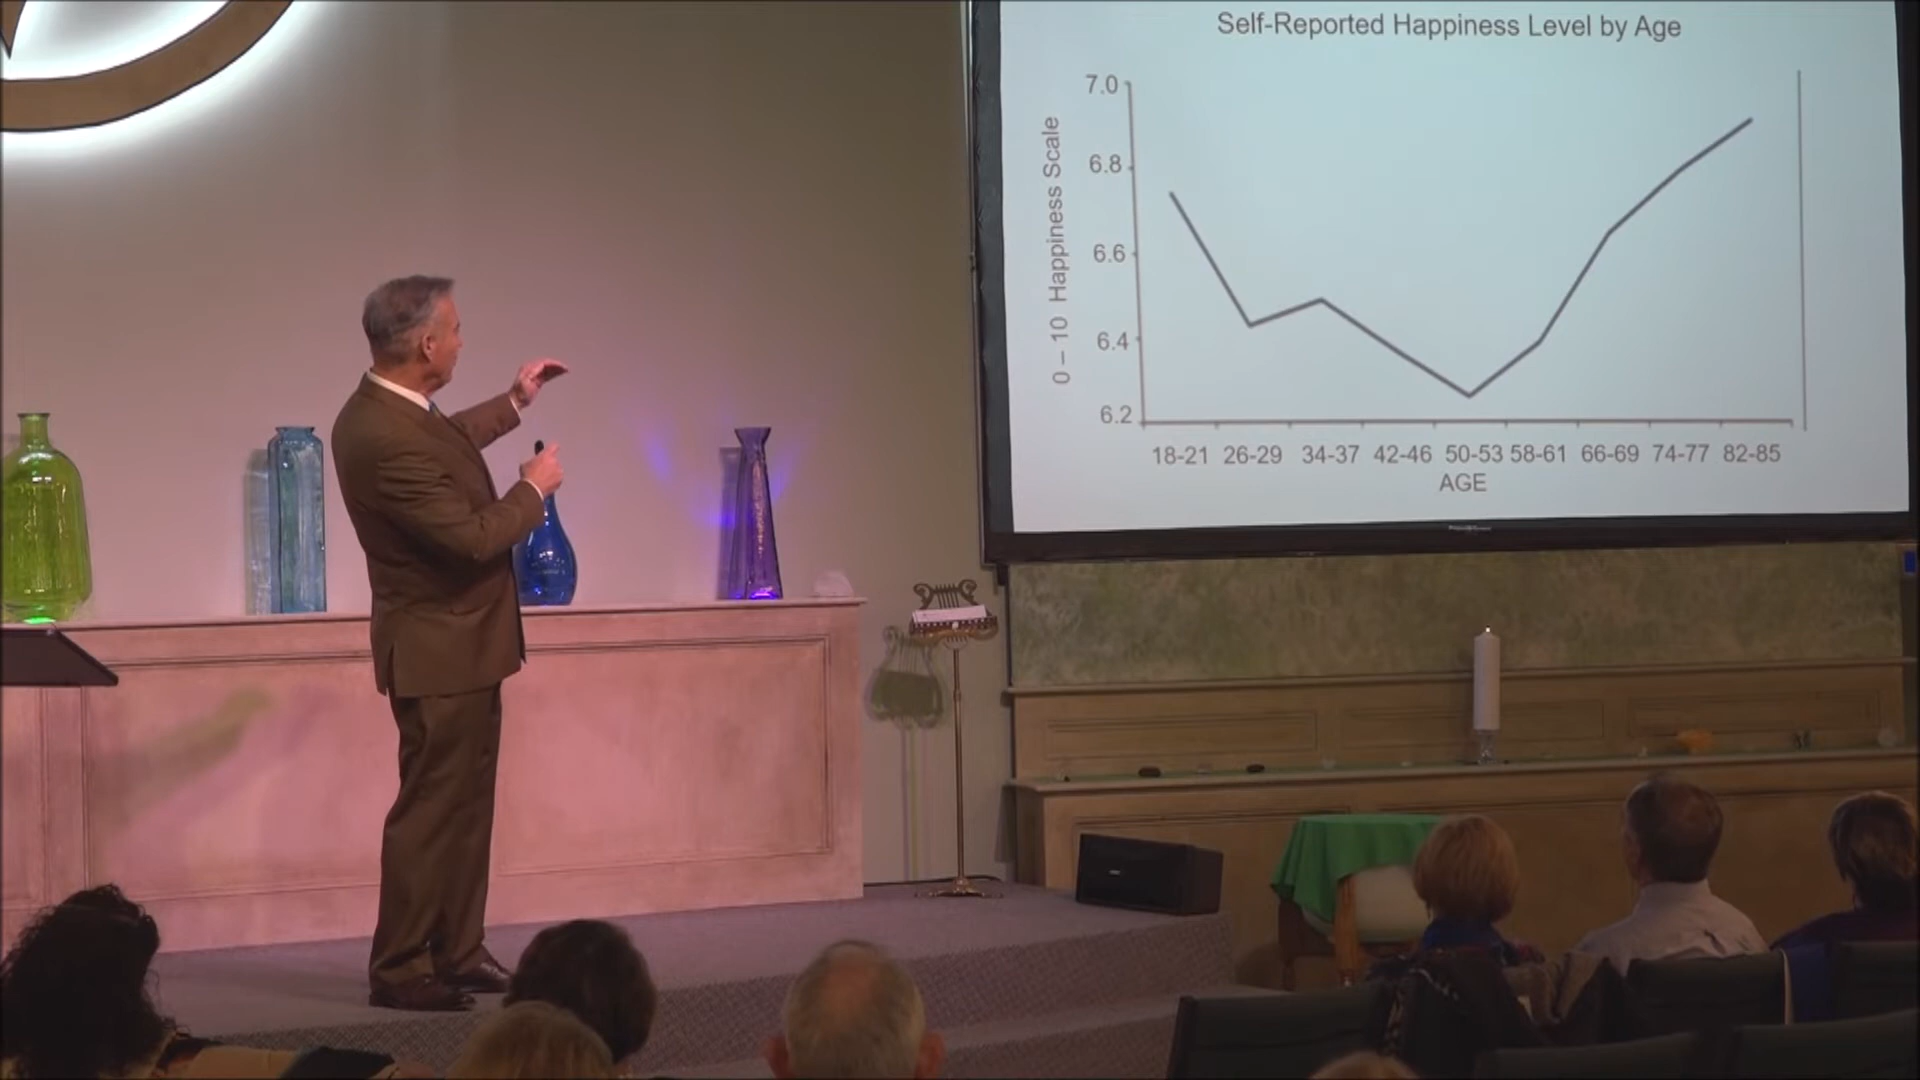 Self-Reported Happiness Level by Age
0 – 10 Happiness Scale
7.0
6.8
6.6
6.4
6.2
18-21 26-29 34-37 42-46 50-53 58-61 66-69 74-77 82-85
AGE